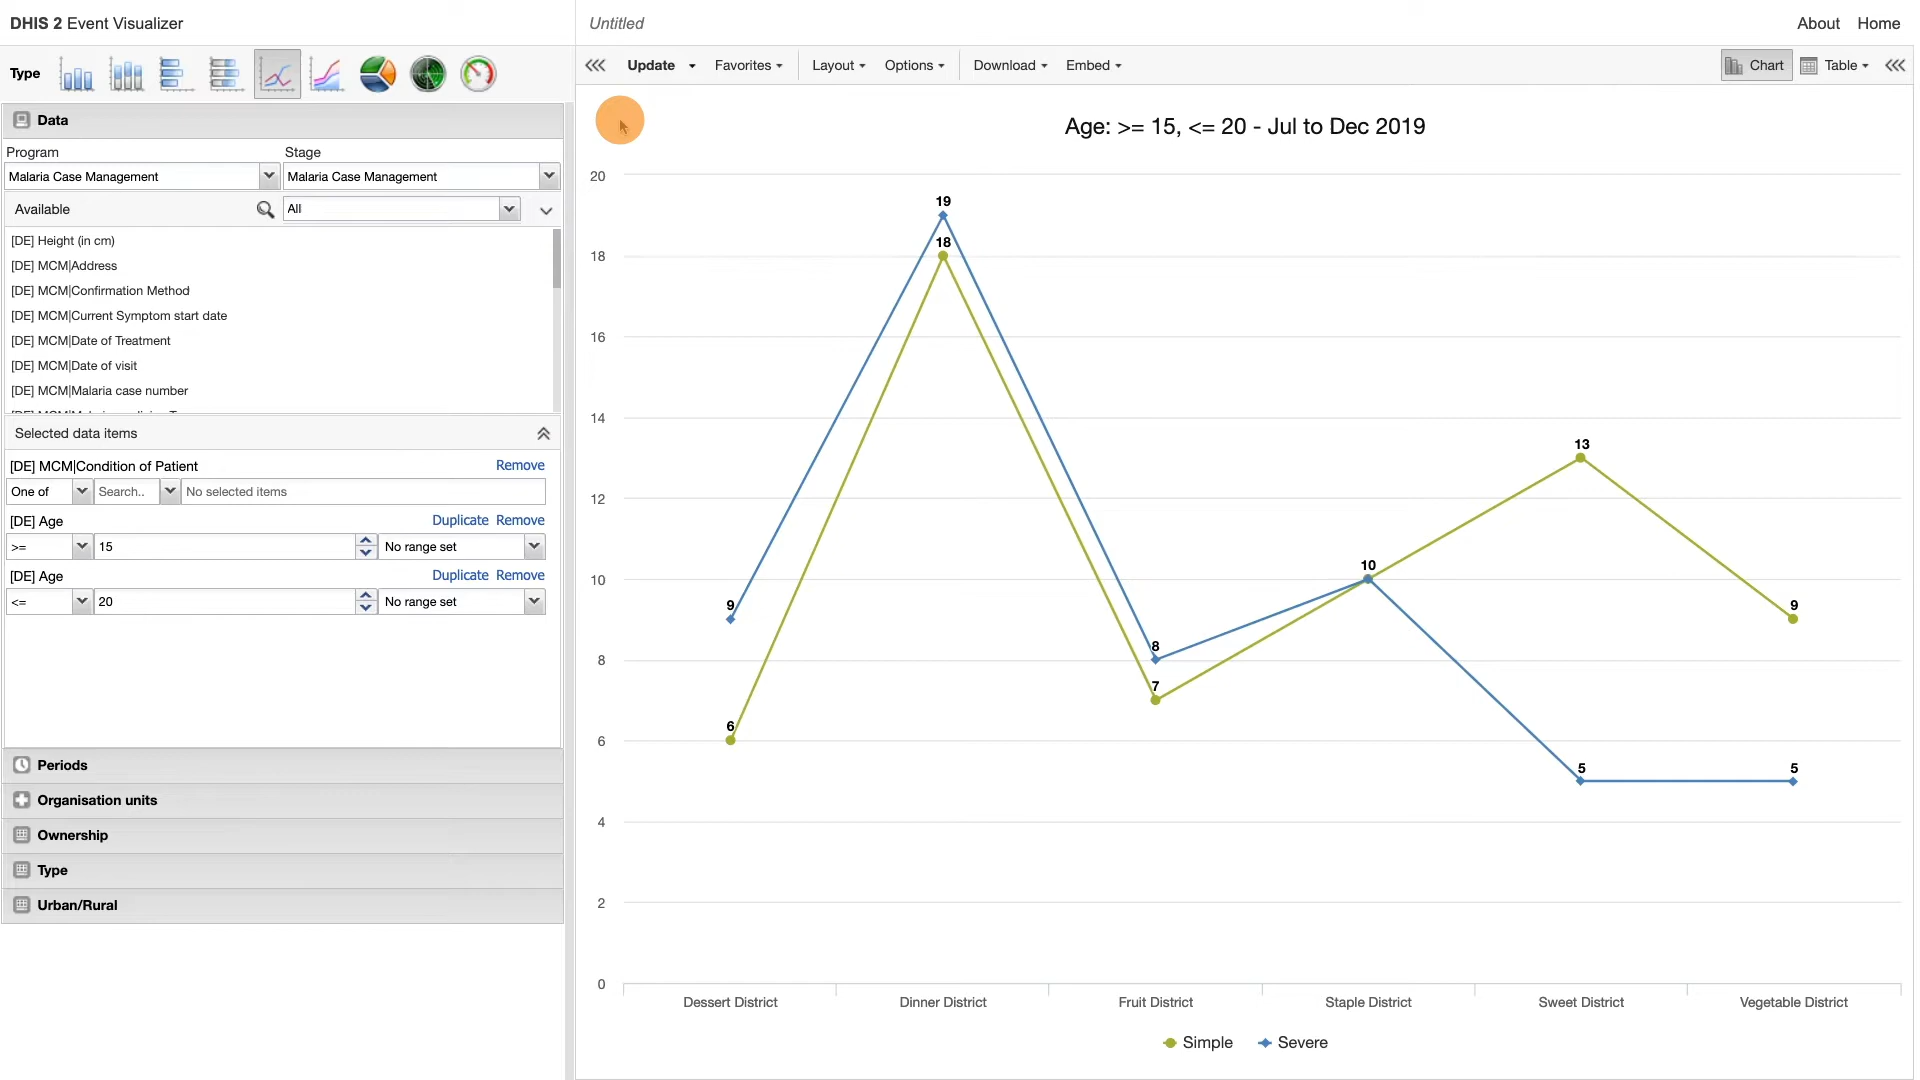 DHIS 2 Event Visualizer
Untitled
About Home
Type
Update Favorites Layout Options Download Embed
Chart Table
Data
Program Stage
Malaria Case Management Malaria Case Management
Available All
[DE] Height (in cm)
[DE] MCM|Address
[DE] MCM|Confirmation Method
[DE] MCM|Current Symptom start date
[DE] MCM|Date of Treatment
[DE] MCM|Date of visit
[DE] MCM|Malaria case number
Selected data items
[DE] MCM|Condition of Patient Remove
One of Search.. No selected items
[DE] Age Duplicate Remove
>= 15 No range set
[DE] Age Duplicate Remove
<= 20 No range set
Periods
Organisation units
Ownership
Type
Urban/Rural
Age: >= 15, <= 20 - Jul to Dec 2019
20
19
18
18
16
14
13
12
10
10
9
9
8
8
7
6
6
5
5
4
2
0
Dessert District Dinner District Fruit District Staple District Sweet District Vegetable District
Simple Severe